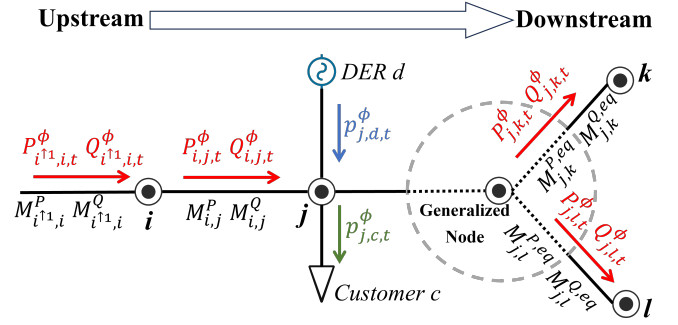 Upstream Downstream
DER d
k
P^ϕ_{i↑1,i,t} Q^ϕ_{i↑1,i,t} P^ϕ_{i,j,t} Q^ϕ_{i,j,t} p^ϕ_{j,d,t} P^ϕ_{j,k,t} Q^ϕ_{j,k,t}
M^{P,eq}_{j,k} M^{Q,eq}_{j,k}
M^P_{i↑1,i} M^Q_{i↑1,i} i M^P_{i,j} M^Q_{i,j} j
Generalized
Node
p^ϕ_{j,c,t} P^ϕ_{j,l,t} Q^ϕ_{j,l,t}
M^{P,eq}_{j,l} M^{Q,eq}_{j,l}
Customer c
l